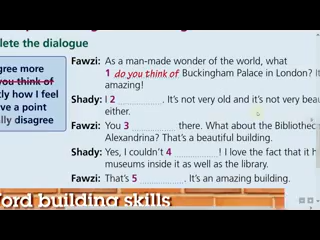 lete the dialogue
gree more
you think of
tly how I feel
ve a point
ally disagree
Fawzi: As a man-made wonder of the world, what
1 do you think of Buckingham Palace in London? It
amazing!
Shady: I 2 . It's not very old and it's not very beau
either.
Fawzi: You 3 there. What about the Bibliothec
Alexandrina? That's a beautiful building.
Shady: Yes, I couldn't 4 ! I love the fact that it h
museums inside it as well as the library.
Fawzi: That's 5 . It's an amazing building.
ord building skills